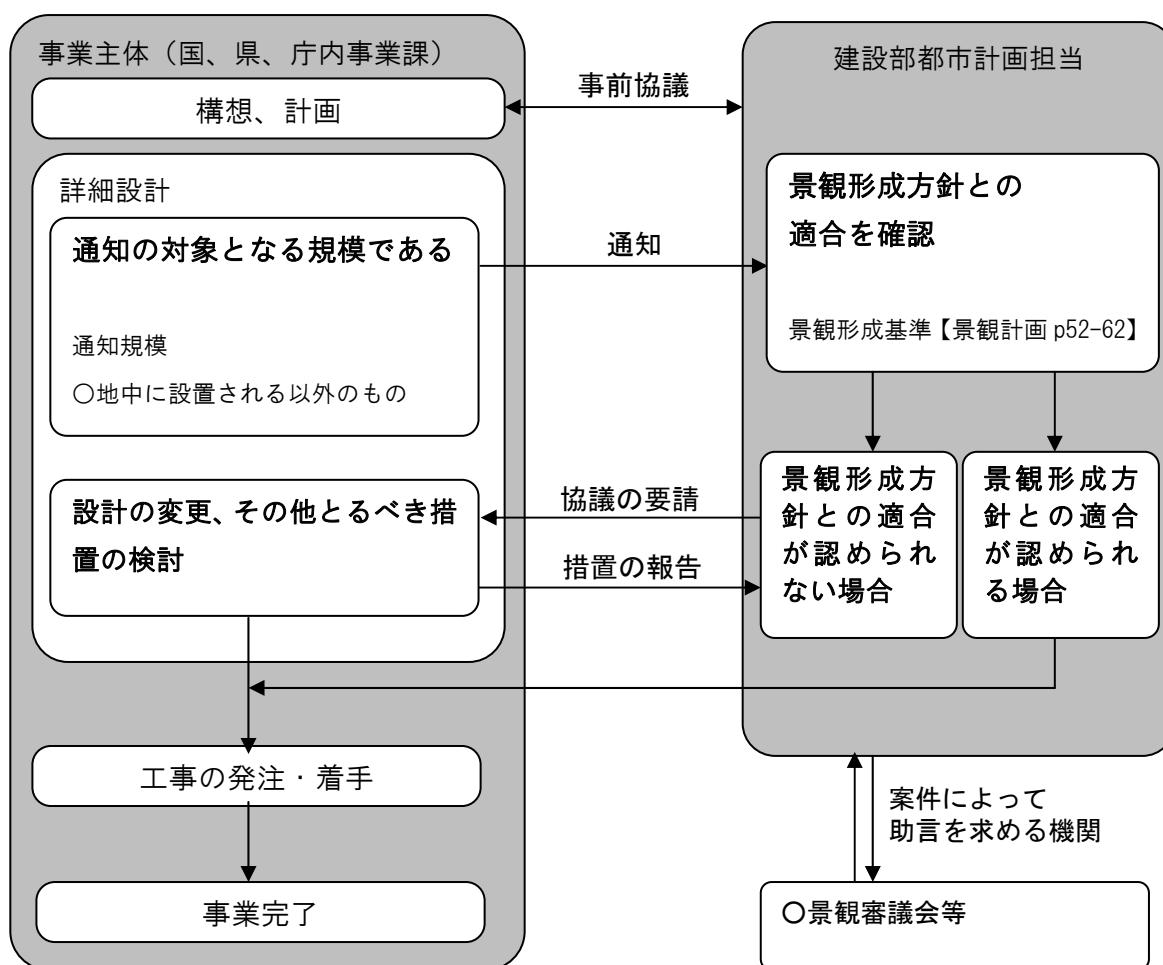 事業主体（国、県、庁内事業課）
構想、計画
事前協議
建設部都市計画担当
詳細設計
通知の対象となる規模である
通知規模
〇地中に設置される以外のもの
通知
景観形成方針との
適合を確認
景観形成基準【景観計画 p52-62】
設計の変更、その他とるべき措
置の検討
協議の要請
措置の報告
景観形成方
針との適合
が認められ
ない場合
景観形成方
針との適合
が認められ
る場合
工事の発注・着手
事業完了
案件によって
助言を求める機関
〇景観審議会等